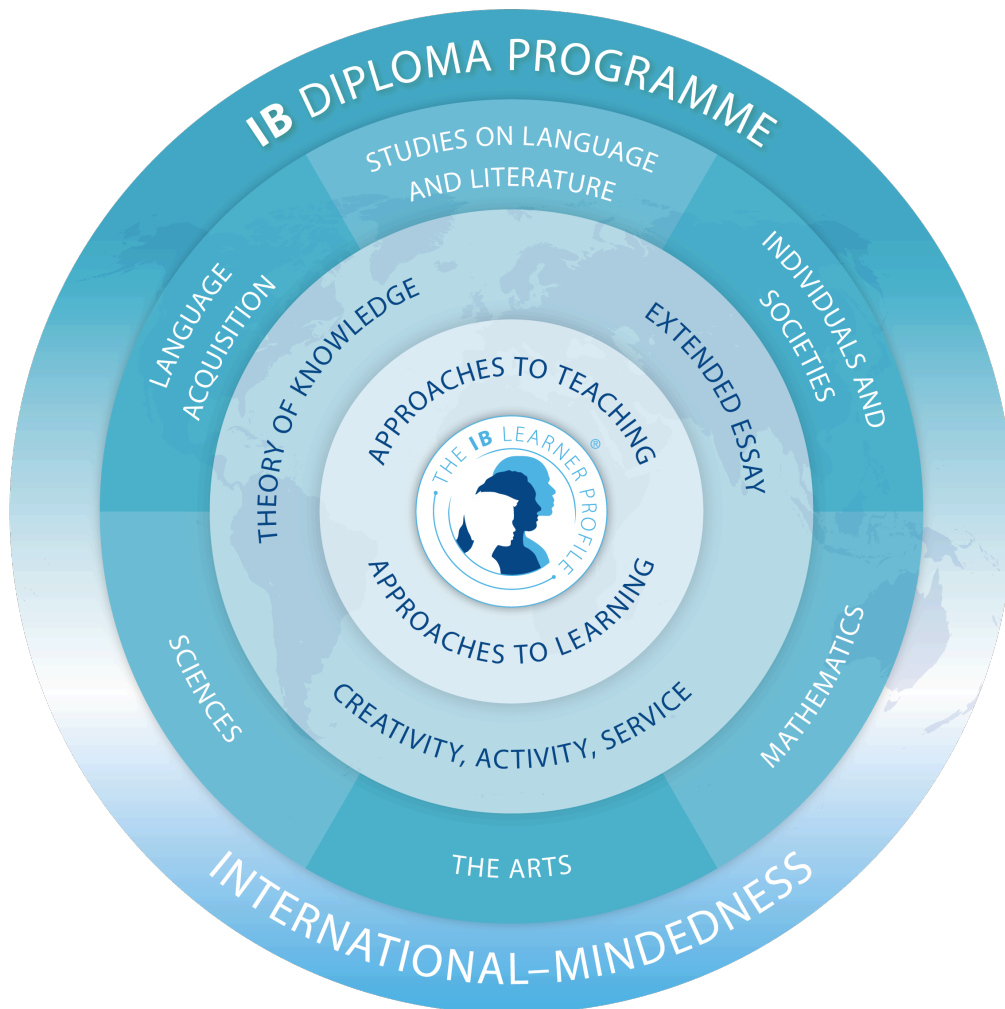 IB DIPLOMA PROGRAMME
STUDIES ON LANGUAGE
AND LITERATURE
LANGUAGE
ACQUISITION
INDIVIDUALS AND
SOCIETIES
THEORY OF KNOWLEDGE
EXTENDED ESSAY
APPROACHES TO TEACHING
THE IB LEARNER PROFILE ®
APPROACHES TO LEARNING
CREATIVITY, ACTIVITY, SERVICE
SCIENCES
MATHEMATICS
THE ARTS
INTERNATIONAL–MINDEDNESS